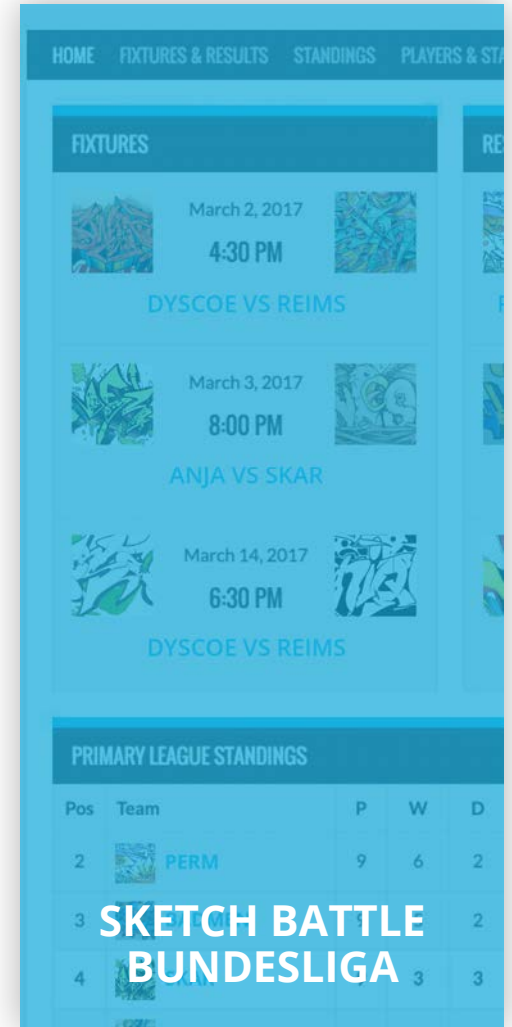 HOME FIXTURES & RESULTS STANDINGS PLAYERS & STA
FIXTURES
RE
March 2, 2017
4:30 PM
DYSCOE VS REIMS
March 3, 2017
8:00 PM
ANJA VS SKAR
March 14, 2017
6:30 PM
DYSCOE VS REIMS
PRIMARY LEAGUE STANDINGS
Pos Team P W D
2 PERM 9 6 2
3 2
SKETCH BATTLE
4 3 3
BUNDESLIGA